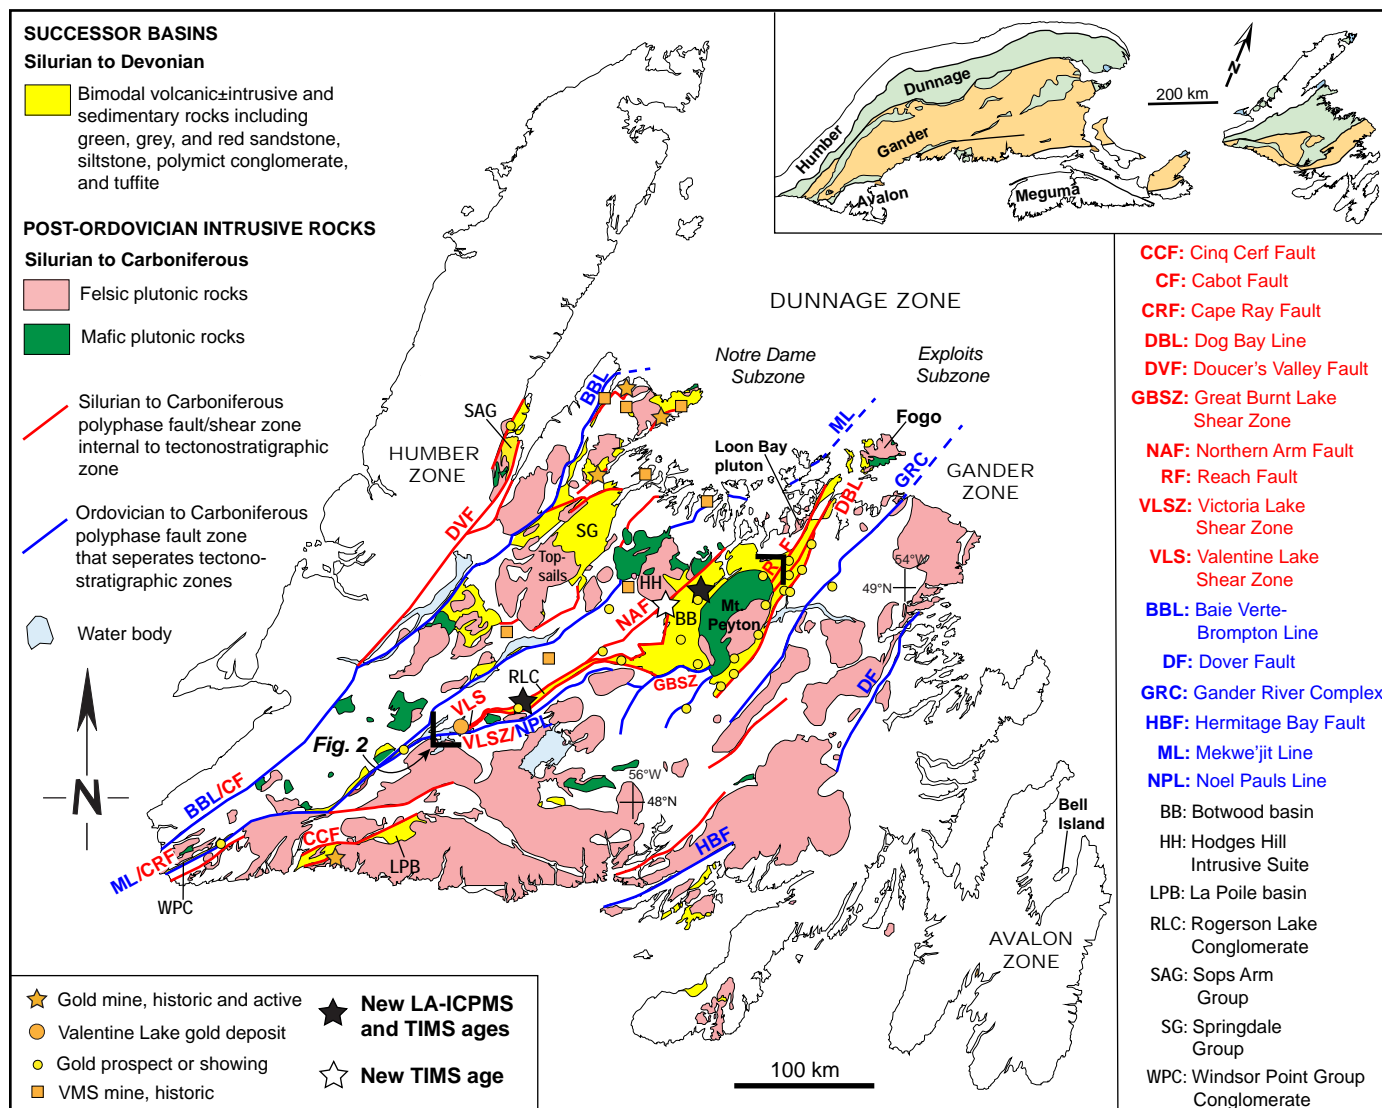 SUCCESSOR BASINS
Silurian to Devonian
Bimodal volcanic±intrusive and
sedimentary rocks including
green, grey, and red sandstone,
siltstone, polymict conglomerate,
and tuffite
POST-ORDOVICIAN INTRUSIVE ROCKS
Silurian to Carboniferous
Felsic plutonic rocks
Mafic plutonic rocks
Silurian to Carboniferous
polyphase fault/shear zone
internal to tectonostratigraphic
zone
Ordovician to Carboniferous
polyphase fault zone
that seperates tectono-
stratigraphic zones
Water body
N
Dunnage
Humber
Gander
Avalon
Meguma
200 km
N
DUNNAGE ZONE
Notre Dame
Subzone
Exploits
Subzone
BBL
SAG
HUMBER
ZONE
DVF
SG
Top-
sails
Loon Bay
pluton
ML
Fogo
GRC
GANDER
ZONE
DBL
R F
54°W
49°N
HH
NAF
BB
Mt.
Peyton
GBSZ
DF
RLC
VLS
VLSZ/NPL
Fig. 2
56°W
48°N
BBL/CF
ML/CRF
WPC
CCF
LPB
HBF
Bell
Island
AVALON
ZONE
100 km
Gold mine, historic and active
Valentine Lake gold deposit
Gold prospect or showing
VMS mine, historic
New LA-ICPMS
and TIMS ages
New TIMS age
CCF: Cinq Cerf Fault
CF: Cabot Fault
CRF: Cape Ray Fault
DBL: Dog Bay Line
DVF: Doucer's Valley Fault
GBSZ: Great Burnt Lake
Shear Zone
NAF: Northern Arm Fault
RF: Reach Fault
VLSZ: Victoria Lake
Shear Zone
VLS: Valentine Lake
Shear Zone
BBL: Baie Verte-
Brompton Line
DF: Dover Fault
GRC: Gander River Complex
HBF: Hermitage Bay Fault
ML: Mekwe'jit Line
NPL: Noel Pauls Line
BB: Botwood basin
HH: Hodges Hill
Intrusive Suite
LPB: La Poile basin
RLC: Rogerson Lake
Conglomerate
SAG: Sops Arm
Group
SG: Springdale
Group
WPC: Windsor Point Group
Conglomerate